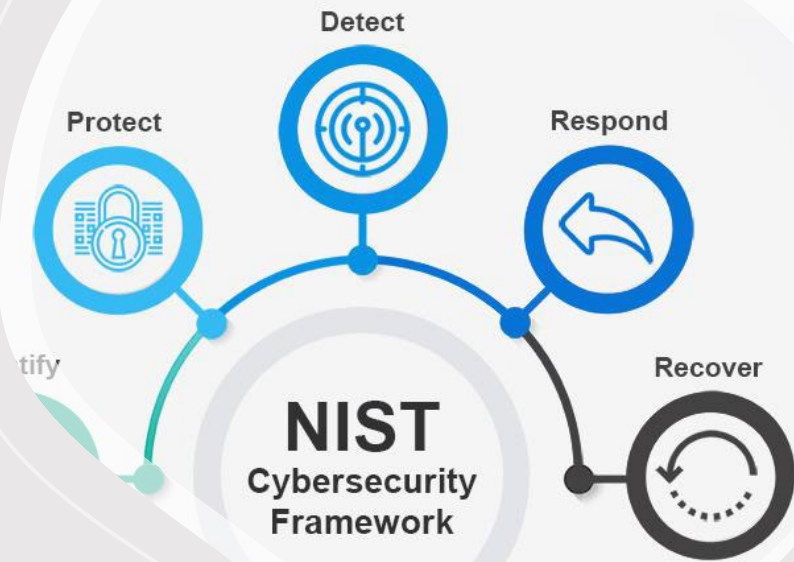 Detect
Protect
Respond
tify
Recover
NIST
Cybersecurity
Framework